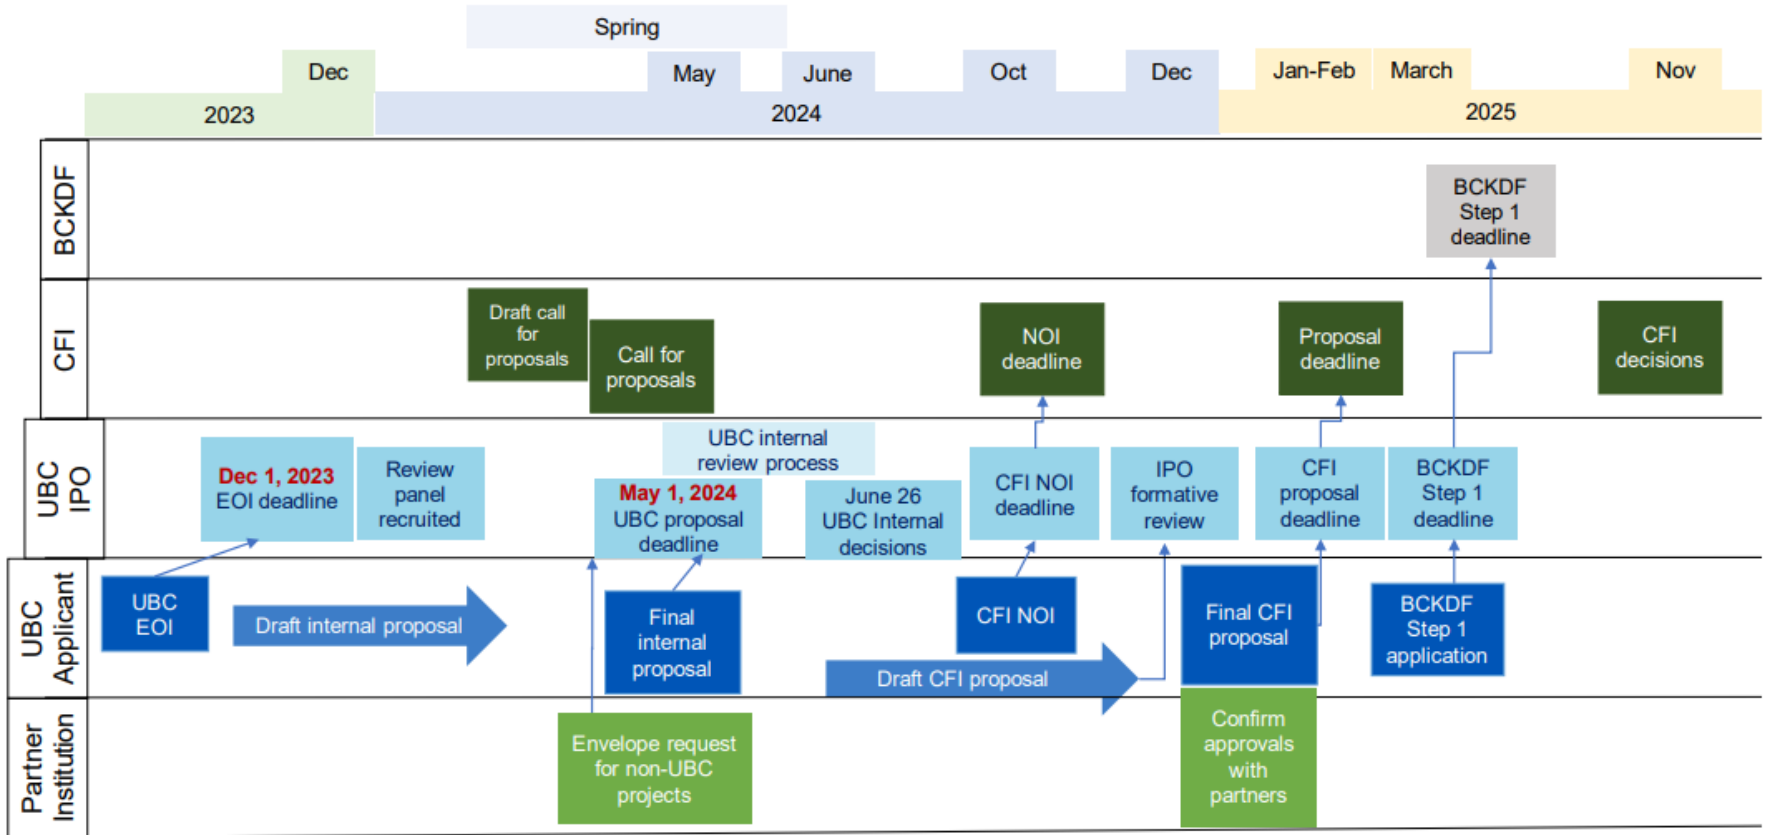 Spring
Dec
May
June
Oct
Dec
Jan-Feb
March
Nov
2023
2024
2025
BCKDF
BCKDF
Step 1
deadline
CFI
Draft call
for
proposals
Call for
proposals
NOI
deadline
Proposal
deadline
CFI
decisions
UBC
IPO
Dec 1, 2023
EOI deadline
Review
panel
recruited
UBC internal
review process
May 1, 2024
UBC proposal
deadline
June 26
UBC Internal
decisions
CFI NOI
deadline
IPO
formative
review
CFI
proposal
deadline
BCKDF
Step 1
deadline
UBC
Applicant
UBC
EOI
Draft internal proposal
Final
internal
proposal
CFI NOI
Draft CFI proposal
Final CFI
proposal
BCKDF
Step 1
application
Partner
Institution
Envelope request
for non-UBC
projects
Confirm
approvals
with
partners